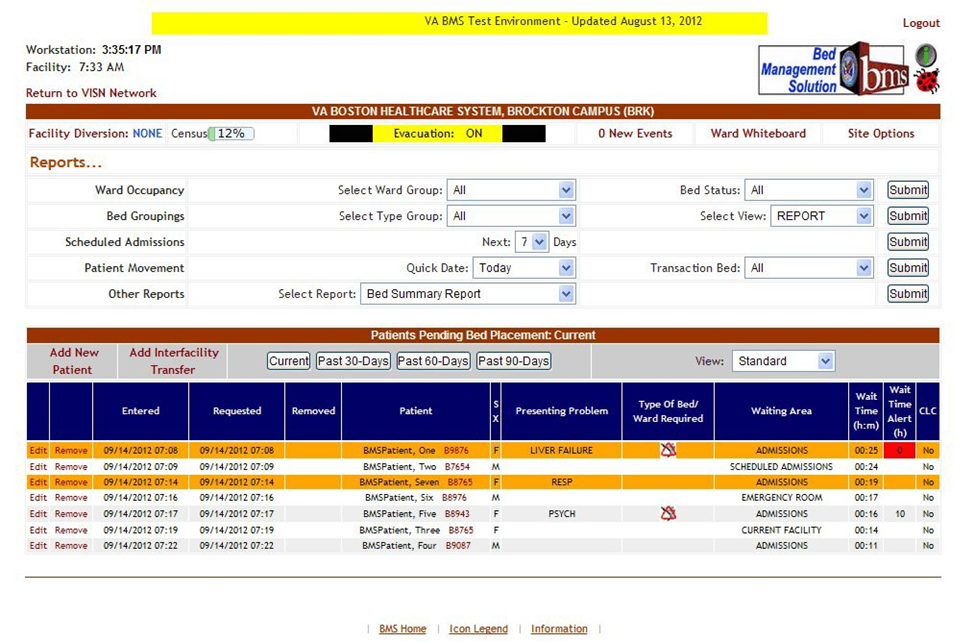 VA BMS Test Environment - Updated August 13, 2012
Logout
Workstation: 3:35:17 PM
Facility: 7:33 AM
Bed Management Solution bms
Return to VISN Network
VA BOSTON HEALTHCARE SYSTEM, BROCKTON CAMPUS (BRK)
Facility Diversion: NONE Census 12% Evacuation: ON 0 New Events Ward Whiteboard Site Options
Reports...
Ward Occupancy Select Ward Group: All Bed Status: All Submit
Bed Groupings Select Type Group: All Select View: REPORT Submit
Scheduled Admissions Next: 7 Days Submit
Patient Movement Quick Date: Today Transaction Bed: All Submit
Other Reports Select Report: Bed Summary Report Submit
Patients Pending Bed Placement: Current
Add New Patient Add Interfacility Transfer Current Past 30-Days Past 60-Days Past 90-Days View: Standard
Entered Requested Removed Patient SX Presenting Problem Type Of Bed/ Ward Required Waiting Area Wait Time (h:m) Wait Time Alert (h) CLC
Edit Remove 09/14/2012 07:08 09/14/2012 07:08 BMSPatient, One B9876 F LIVER FAILURE ADMISSIONS 00:25 0 No
Edit Remove 09/14/2012 07:09 09/14/2012 07:09 BMSPatient, Two B7654 M SCHEDULED ADMISSIONS 00:24 No
Edit Remove 09/14/2012 07:14 09/14/2012 07:14 BMSPatient, Seven B8765 F RESP ADMISSIONS 00:19 No
Edit Remove 09/14/2012 07:16 09/14/2012 07:16 BMSPatient, Six B8976 M EMERGENCY ROOM 00:17 No
Edit Remove 09/14/2012 07:17 09/14/2012 07:17 BMSPatient, Five B8943 F PSYCH ADMISSIONS 00:16 10 No
Edit Remove 09/14/2012 07:19 09/14/2012 07:19 BMSPatient, Three B8765 F CURRENT FACILITY 00:14 No
Edit Remove 09/14/2012 07:22 09/14/2012 07:22 BMSPatient, Four B9087 M ADMISSIONS 00:11 No
| BMS Home | Icon Legend | Information |